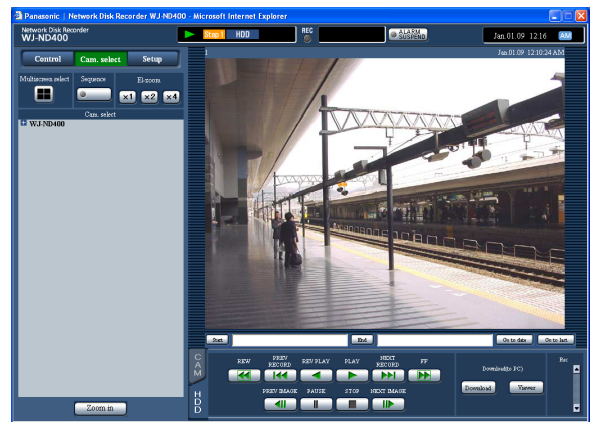 Panasonic | Network Disk Recorder WJ-ND400 - Microsoft Internet Explorer
Network Disk Recorder
WJ-ND400
Step 1 HDD
REC
ALARM
SUSPEND
Jan.01.09 12:16 AM
Control Cam. select Setup
1
Jan.01.09 12:10:24 AM
Multiscreen select Sequence El-zoom
x1 x2 x4
Cam. select
WJ-ND400
Start End Go to date Go to last
CAM
REW PREV RECORD REV PLAY PLAY NEXT RECORD FF
Download(to PC)
Rec
HDD
PREV IMAGE PAUSE STOP NEXT IMAGE
Download Viewer
Zoom in